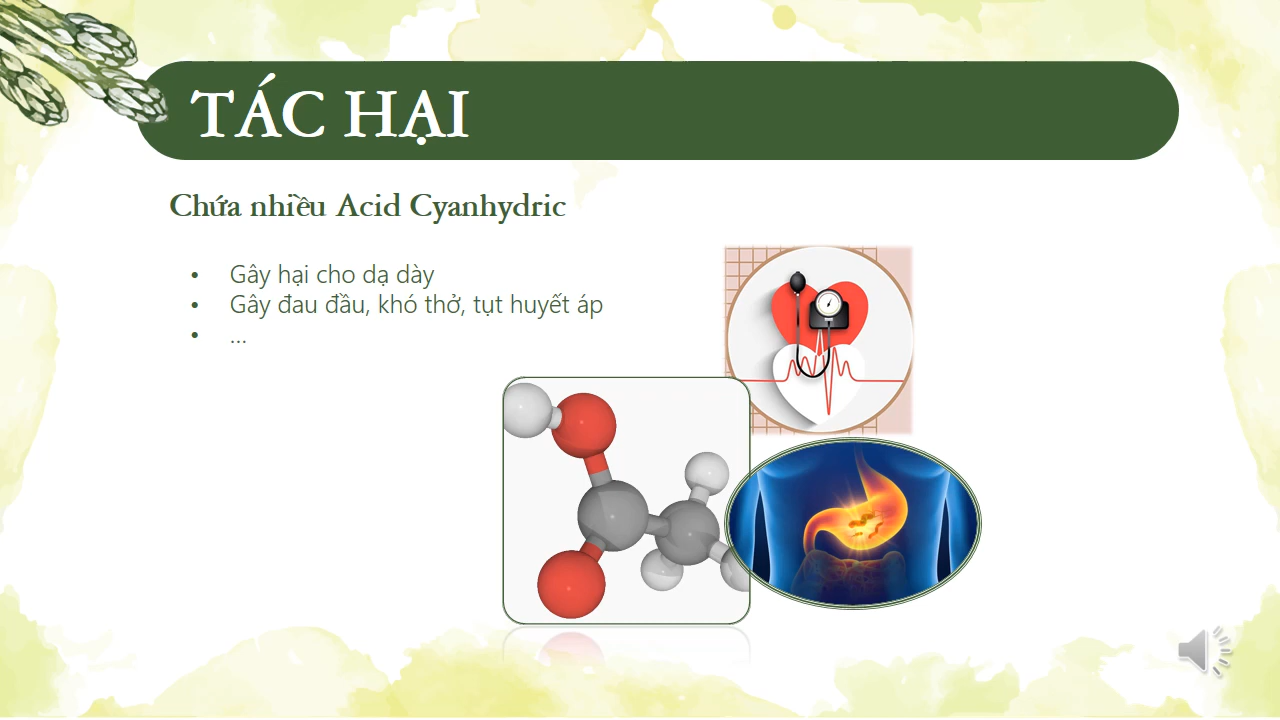 TÁC HẠI
Chứa nhiều Acid Cyanhydric
• Gây hại cho dạ dày
• Gây đau đầu, khó thở, tụt huyết áp
• ...